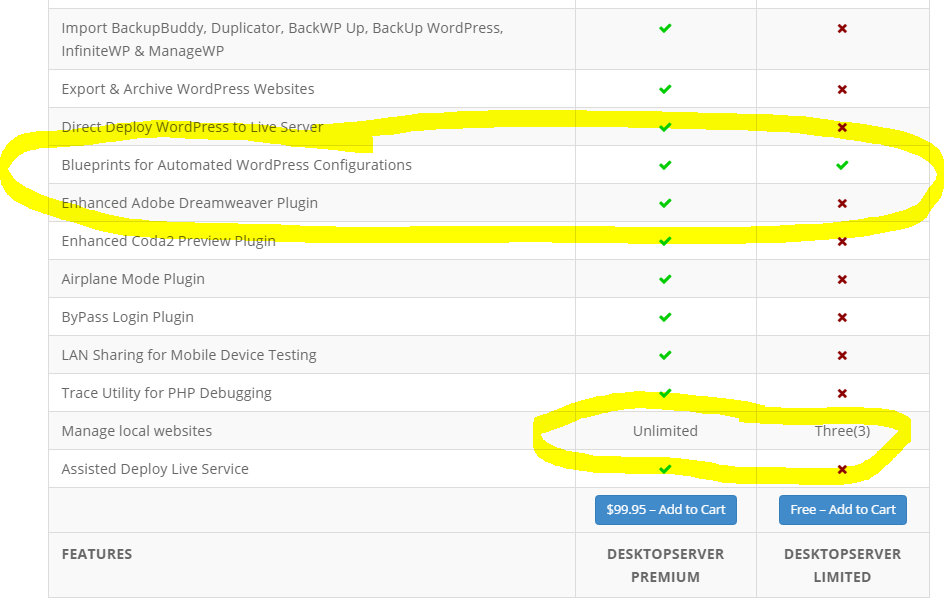 Import BackupBuddy, Duplicator, BackWP Up, BackUp WordPress,
InfiniteWP & ManageWP
Export & Archive WordPress Websites
Direct Deploy WordPress to Live Server
Blueprints for Automated WordPress Configurations
Enhanced Adobe Dreamweaver Plugin
Enhanced Coda2 Preview Plugin
Airplane Mode Plugin
ByPass Login Plugin
LAN Sharing for Mobile Device Testing
Trace Utility for PHP Debugging
Manage local websites Unlimited Three(3)
Assisted Deploy Live Service
$99.95 – Add to Cart Free – Add to Cart
FEATURES DESKTOPSERVER DESKTOPSERVER
PREMIUM LIMITED